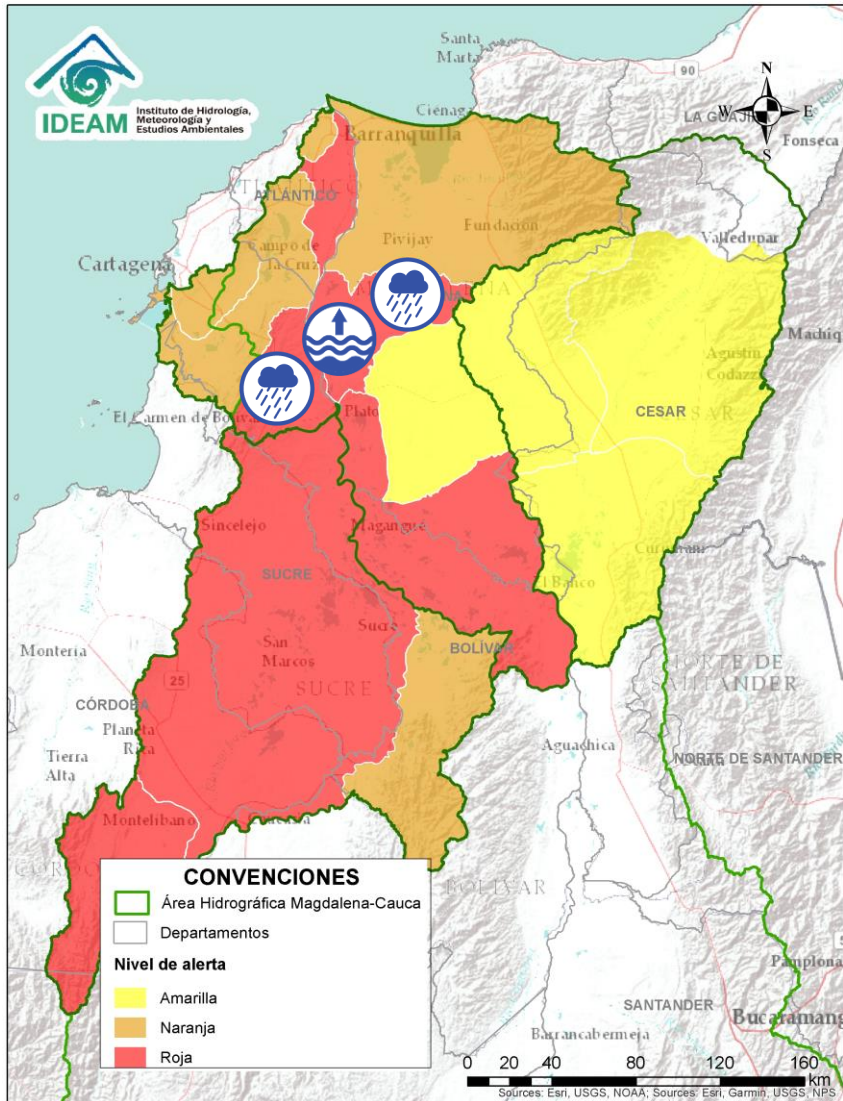 IDEAM
Instituto de Hidrología,
Meteorología y
Estudios Ambientales
Santa
Marta
90
N
W
E
S
LA GUAJI
Fonseca
Ciénaga
Barranquilla
ATLÁNTICO
Fundación
Pivijay
Campo de
la Cruz
Cartagena
Valledupar
Machiq
Agustín
Codazzi
CESAR
El Carmen de Bolívar
Plato
Sincelejo
Magangué
SUCRE
El Banco
Sucre
San
Marcos
BOLÍVAR
SUCRE
Montería
25
CÓRDOBA
Planeta
Rica
Tierra
Alta
NORTE DE
SANTANDER
Aguachica
NORTE DE SANTANDER
Montelíbano
BOLÍVAR
CONVENCIONES
Área Hidrográfica Magdalena-Cauca
Departamentos
Nivel de alerta
Amarilla
Naranja
Roja
Pamplona
SANTANDER
Bucaramang
Barrancabermeja
0 20 40 80 120 160
km
Sources: Esri, USGS, NOAA; Sources: Esri, Garmin, USGS, NPS